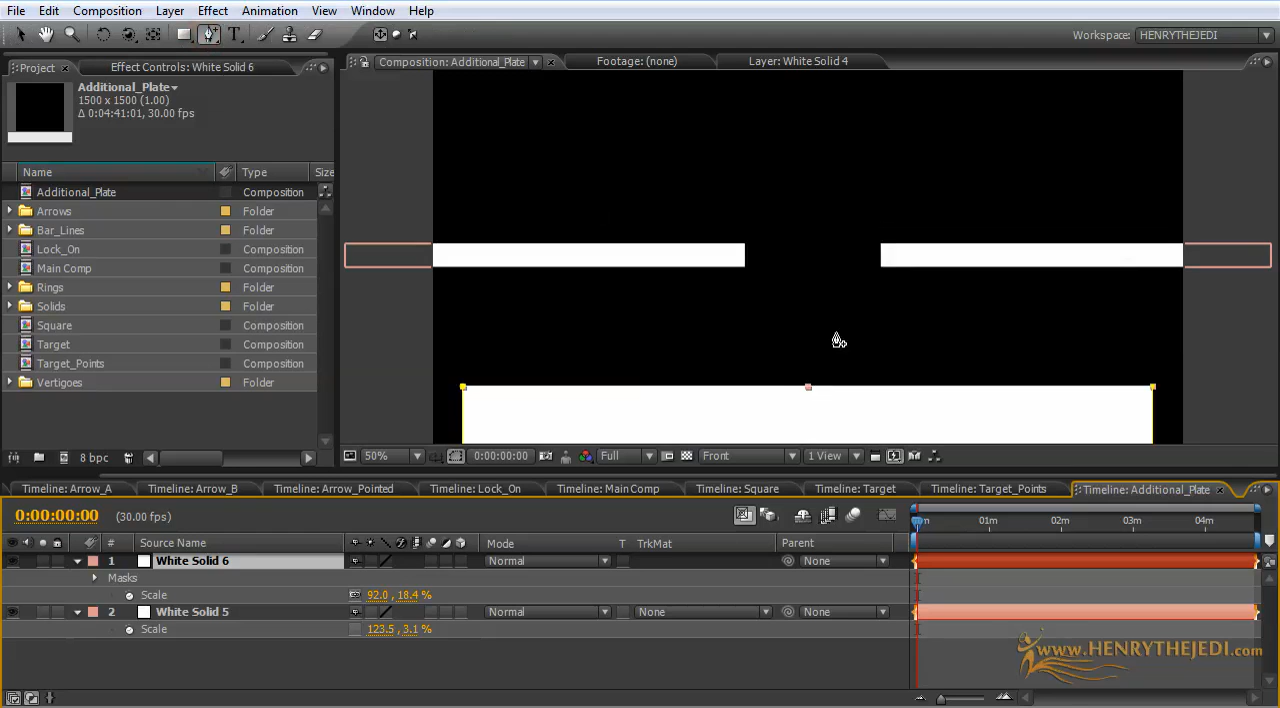 File Edit Composition Layer Effect Animation View Window Help
Workspace: HENRYTHEJEDI
Project Effect Controls: White Solid 6
Composition: Additional_Plate Footage: (none) Layer: White Solid 4
Additional_Plate
1500 x 1500 (1.00)
Δ 0:04:41:01, 30.00 fps
Name Type Size
Additional_Plate Composition
Arrows Folder
Bar_Lines Folder
Lock_On Composition
Main Comp Composition
Rings Folder
Solids Folder
Square Composition
Target Composition
Target_Points Composition
Vertigoes Folder
8 bpc
50% 0:00:00:00 Full Front 1 View
Timeline: Arrow_A Timeline: Arrow_B Timeline: Arrow_Pointed Timeline: Lock_On Timeline: Main Comp Timeline: Square Timeline: Target Timeline: Target_Points Timeline: Additional_Plate
0:00:00:00 (30.00 fps)
01m 02m 03m 04m
# Source Name Mode T TrkMat Parent
1 White Solid 6 Normal None
Masks
Scale 92.0, 18.4 %
2 White Solid 5 Normal None None
Scale 123.5, 3.1 %
www.HENRYTHEJEDI.com